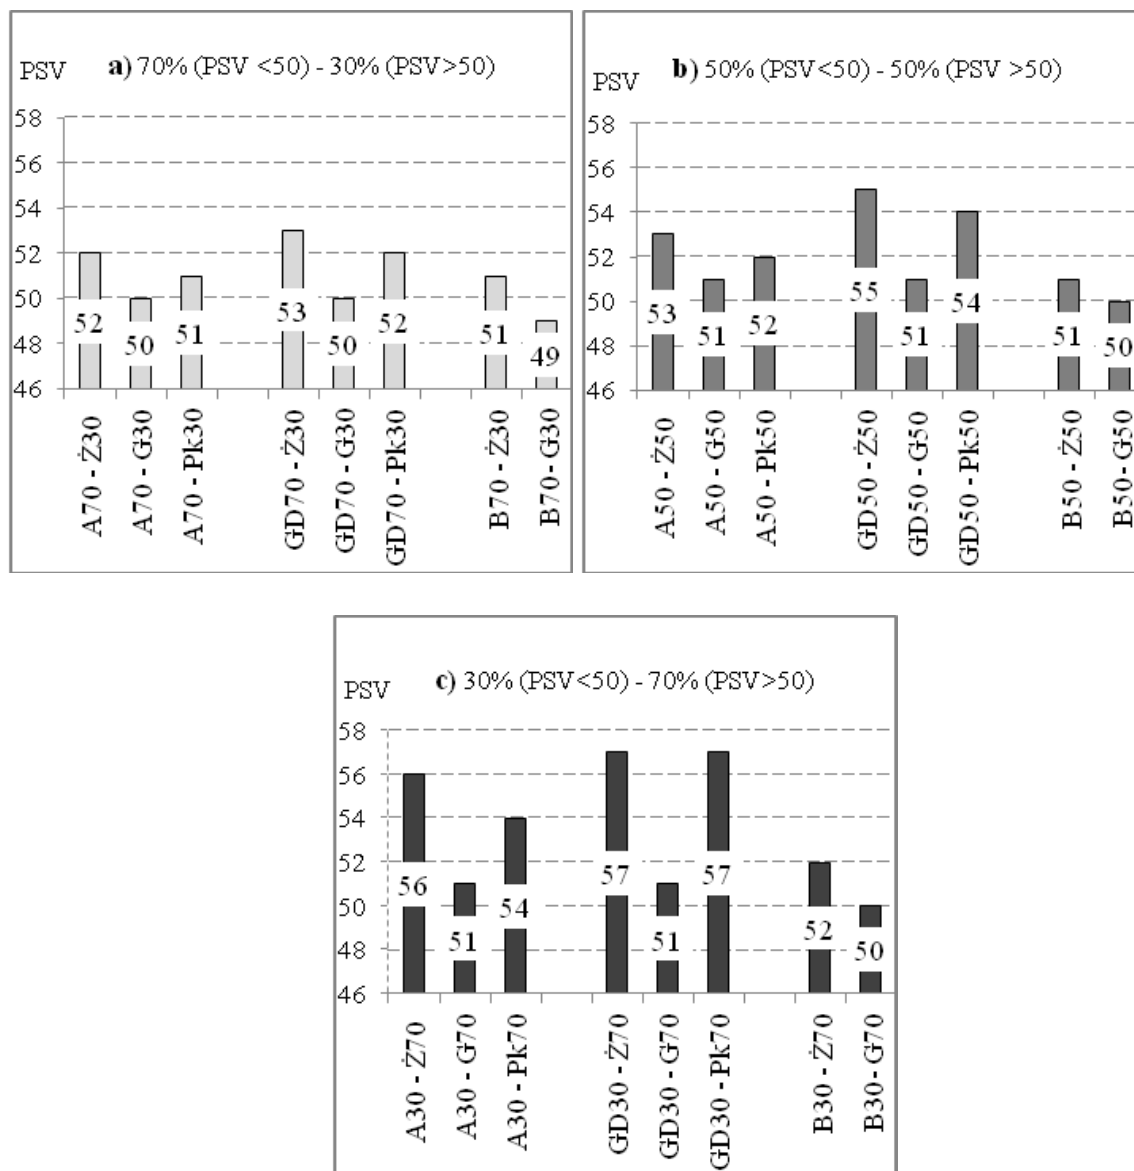 PSV
a) 70% (PSV <50) - 30% (PSV>50)
58
56
54
52
50
48
46
52
50
51
53
50
52
51
49
A70 - Ż30
A70 - G30
A70 - Pk30
GD70 - Ż30
GD70 - G30
GD70 - Pk30
B70 - Ż30
B70 - G30
PSV
b) 50% (PSV<50) - 50% (PSV >50)
58
56
54
52
50
48
46
53
51
52
55
51
54
51
50
A50 - Ż50
A50 - G50
A50 - Pk50
GD50 - Ż50
GD50 - G50
GD50 - Pk50
B50 - Ż50
B50 - G50
PSV
c) 30% (PSV<50) - 70% (PSV>50)
58
56
54
52
50
48
46
56
51
54
57
51
57
52
50
A30 - Ż70
A30 - G70
A30 - Pk70
GD30 - Ż70
GD30 - G70
GD30 - Pk70
B30 - Ż70
B30 - G70